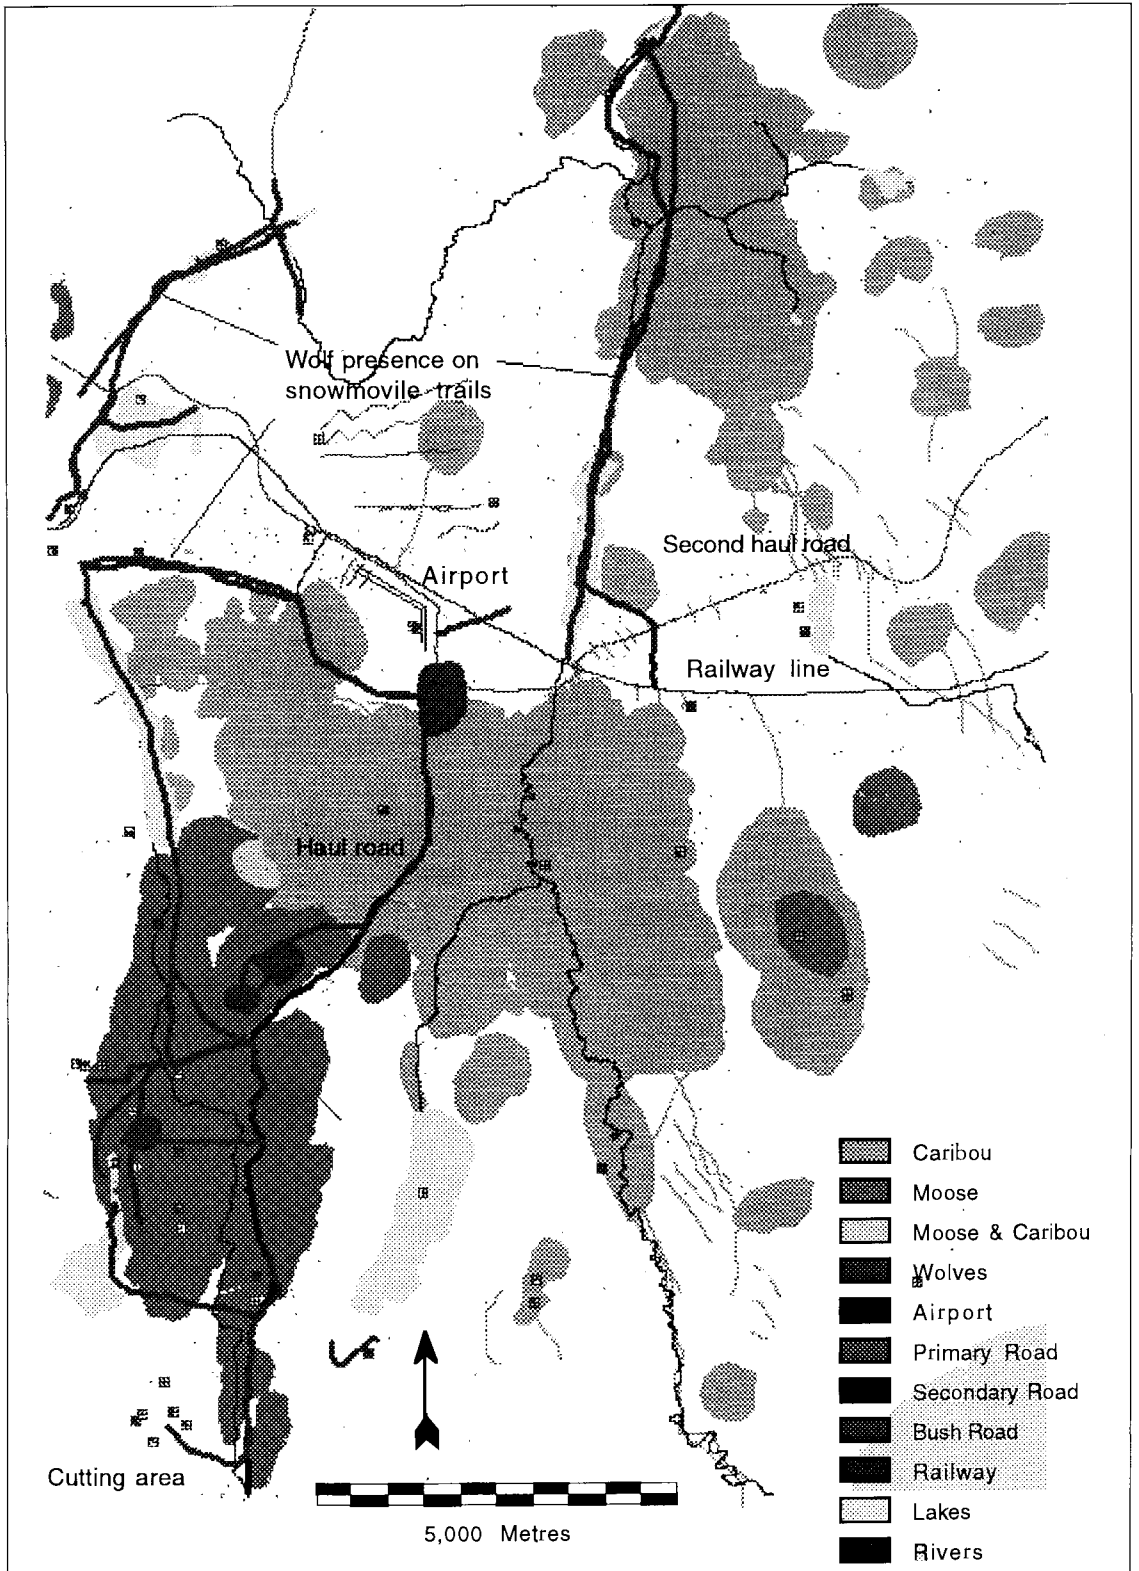 Wolf presence on
snowmovile trails
Second haul road
Airport
Railway line
Haul road
Caribou
Moose
Moose & Caribou
Wolves
Airport
Primary Road
Secondary Road
Bush Road
Railway
Lakes
Rivers
Cutting area
5,000 Metres